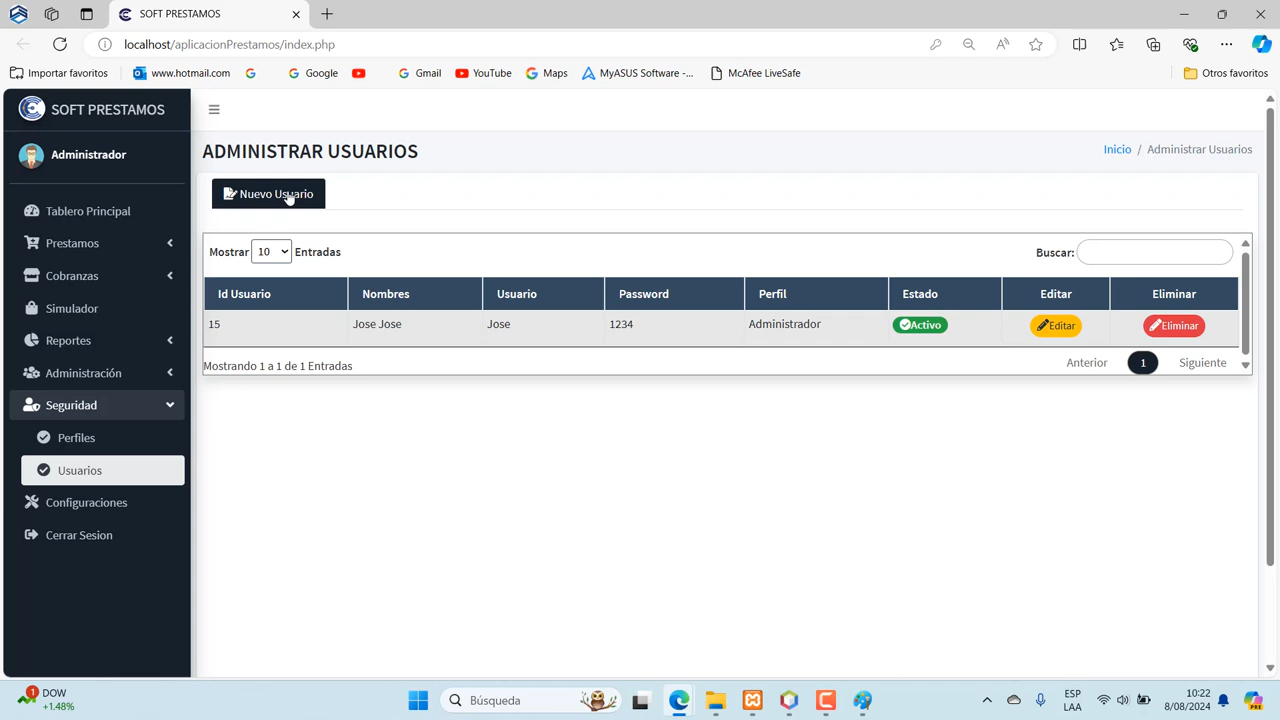 SOFT PRESTAMOS
localhost/aplicacionPrestamos/index.php
Importar favoritos
www.hotmail.com
Google
Gmail
YouTube
Maps
MyASUS Software -...
McAfee LiveSafe
Otros favoritos
SOFT PRESTAMOS
Administrador
Tablero Principal
Prestamos
Cobranzas
Simulador
Reportes
Administración
Seguridad
Perfiles
Usuarios
Configuraciones
Cerrar Sesion
ADMINISTRAR USUARIOS
Inicio / Administrar Usuarios
Nuevo Usuario
Mostrar 10 Entradas
Buscar:
Id Usuario Nombres Usuario Password Perfil Estado Editar Eliminar
15 Jose Jose Jose 1234 Administrador Activo Editar Eliminar
Mostrando 1 a 1 de 1 Entradas
Anterior 1 Siguiente
1
DOW
+1.48%
Búsqueda
ESP
LAA
10:22
8/08/2024
PRE